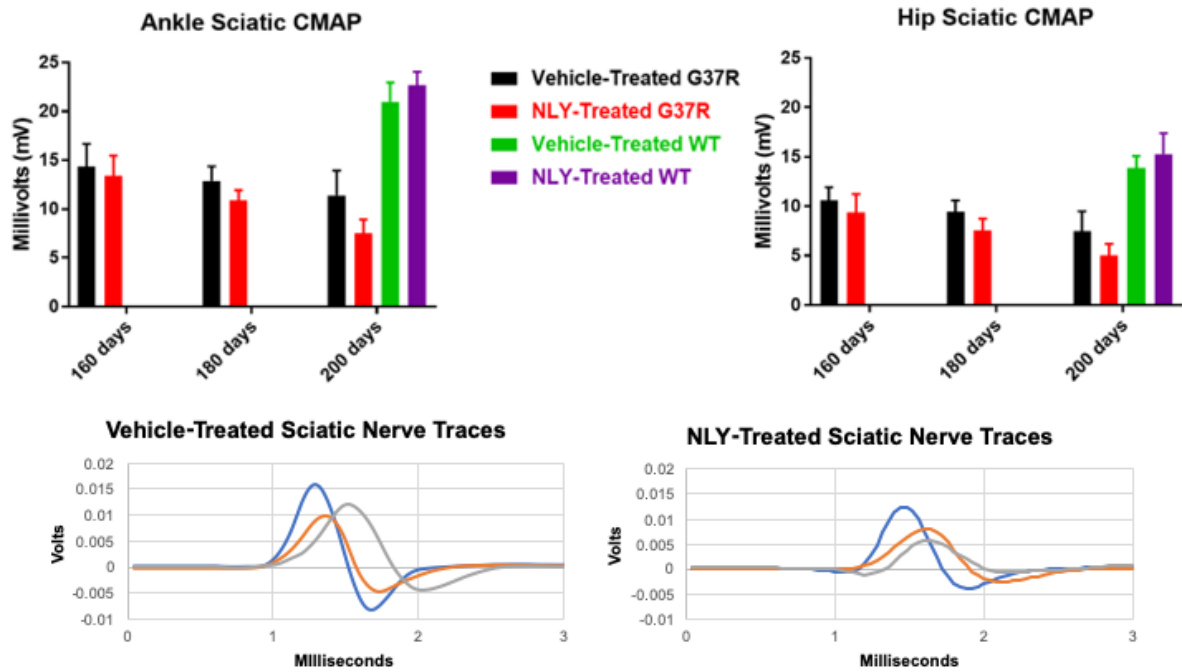 Ankle Sciatic CMAP
Millivolts (mV)
25
20
15
10
5
0
160 days
180 days
200 days
Vehicle-Treated G37R
NLY-Treated G37R
Vehicle-Treated WT
NLY-Treated WT
Hip Sciatic CMAP
Millivolts (mV)
25
20
15
10
5
0
160 days
180 days
200 days
Vehicle-Treated Sciatic Nerve Traces
Volts
0.02
0.015
0.01
0.005
0
-0.005
-0.01
0 1 2 3
MIlliseconds
NLY-Treated Sciatic Nerve Traces
Volts
0.02
0.015
0.01
0.005
0
-0.005
-0.01
0 1 2 3
Milliseconds